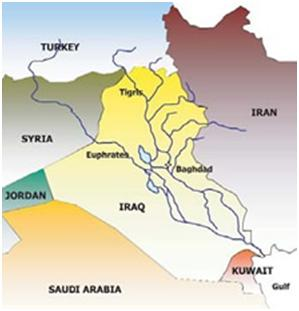 TURKEY
Tigris
IRAN
SYRIA
Euphrates
Baghdad
JORDAN
IRAQ
KUWAIT
SAUDI ARABIA
Gulf